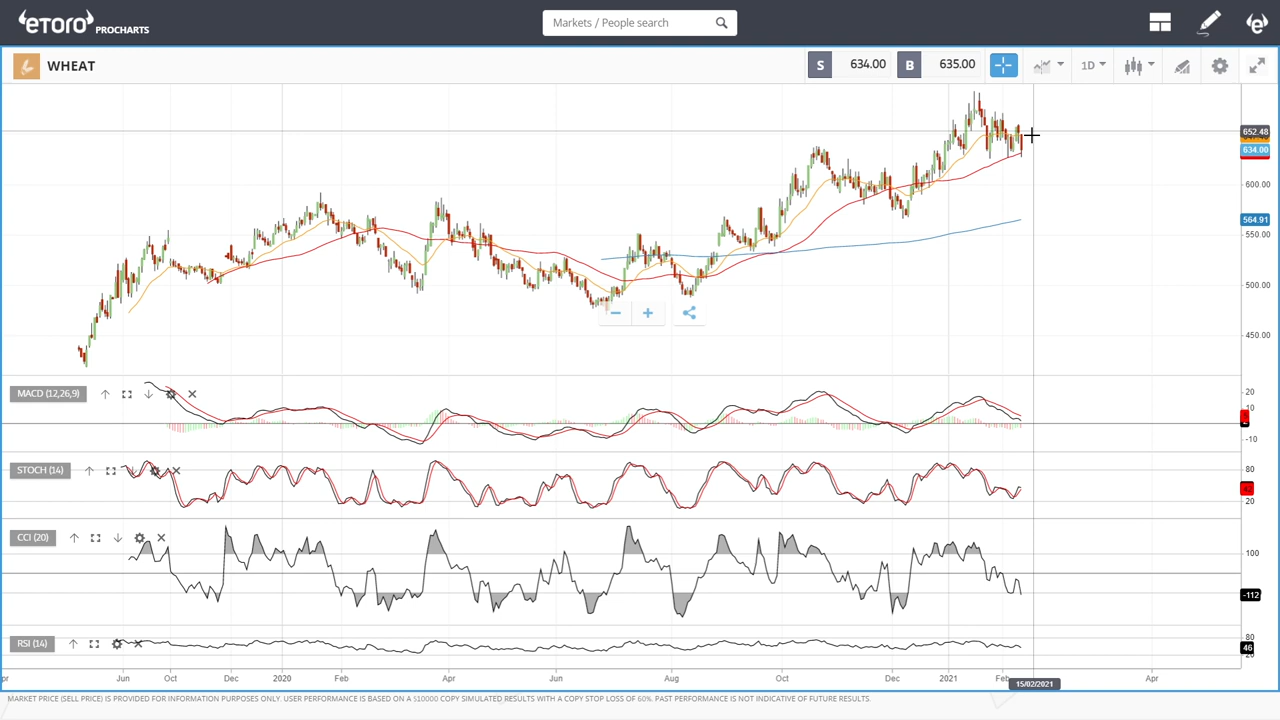 eToro PROCHARTS
Markets / People search
WHEAT
S 634.00 B 635.00
1D
652.48
634.00
600.00
564.91
550.00
500.00
450.00
MACD (12,26,9)
20
10
-10
STOCH (14)
80
20
CCI (20)
100
-112
RSI (14)
80
46
Jun Oct Dec 2020 Feb Apr Jun Aug Oct Dec 2021 Feb Apr
15/02/2021
MARKET PRICE (SELL PRICE) IS PROVIDED FOR INFORMATION PURPOSES ONLY. USER PERFORMANCE IS BASED ON A $10000 COPY SIMULATED RESULTS WITH A COPY STOP LOSS OF 60%. PAST PERFORMANCE IS NOT INDICATIVE OF FUTURE RESULTS.